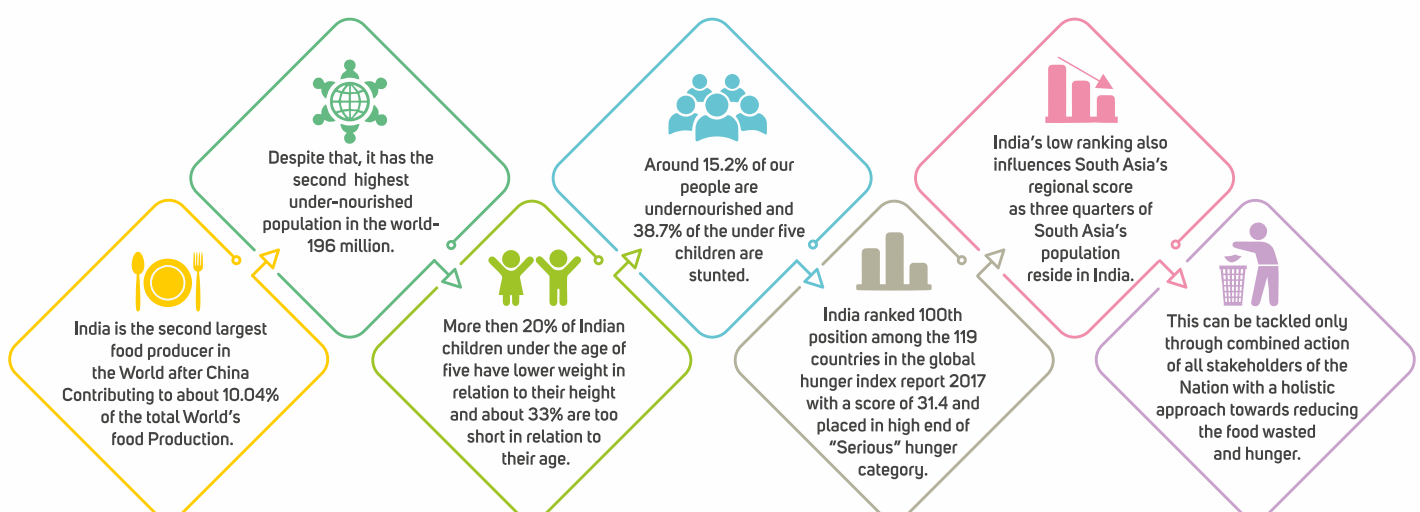 India is the second largest
food producer in
the World after China
Contributing to about 10.04%
of the total World's
food Production.
Despite that, it has the
second highest
under-nourished
population in the world-
196 million.
More then 20% of Indian
children under the age of
five have lower weight in
relation to their height
and about 33% are too
short in relation to
their age.
Around 15.2% of our
people are
undernourished and
38.7% of the under five
children are
stunted.
India ranked 100th
position among the 119
countries in the global
hunger index report 2017
with a score of 31.4 and
placed in high end of
“Serious” hunger
category.
India's low ranking also
influences South Asia's
regional score
as three quarters of
South Asia's
population
reside in India.
This can be tackled only
through combined action
of all stakeholders of the
Nation with a holistic
approach towards reducing
the food wasted
and hunger.